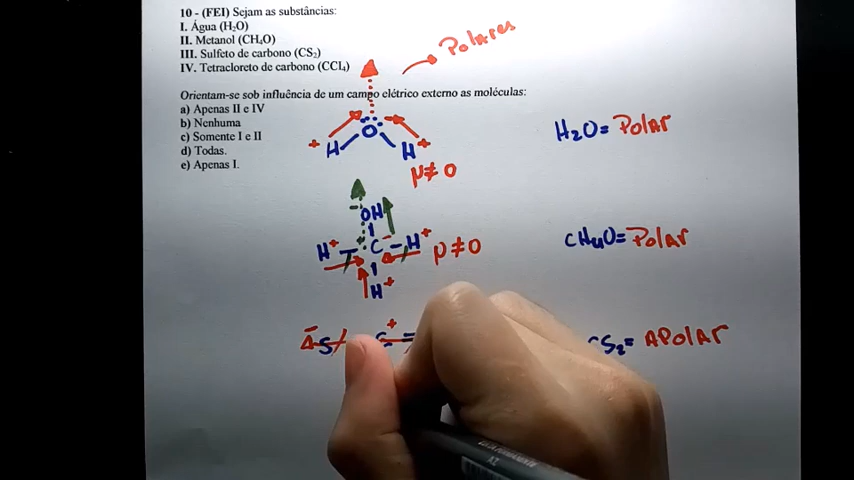 10 - (FEI) Sejam as substâncias:
I. Água (H₂O)
II. Metanol (CH₄O)
III. Sulfeto de carbono (CS₂)
IV. Tetracloreto de carbono (CCL₄)
Polares
Orientam-se sob influência de um campo elétrico externo as moléculas:
a) Apenas II e IV
b) Nenhuma
c) Somente I e II
d) Todas.
e) Apenas I.
O
+ H H +
μ≠0
H₂O= Polar
- OH
H+ - C - H+
H+
μ≠0
CH₄O= Polar
- S C+ =
CS₂= APolAr